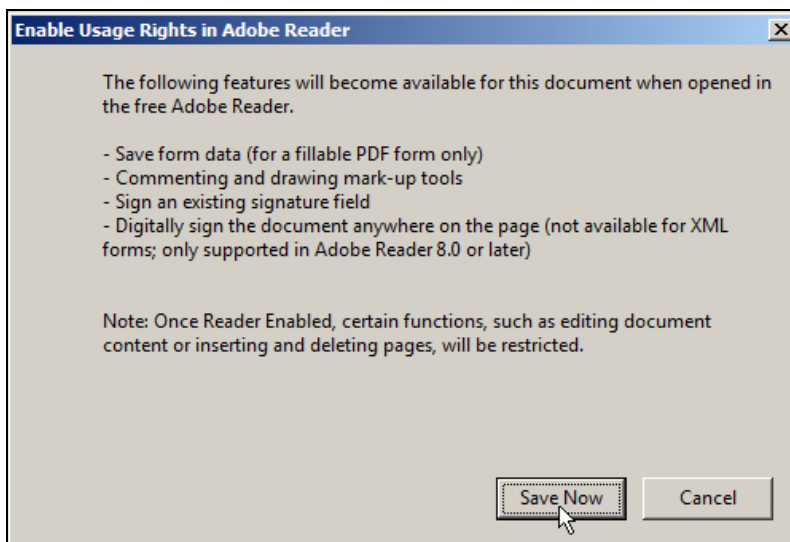 Enable Usage Rights in Adobe Reader
The following features will become available for this document when opened in
the free Adobe Reader.
- Save form data (for a fillable PDF form only)
- Commenting and drawing mark-up tools
- Sign an existing signature field
- Digitally sign the document anywhere on the page (not available for XML
forms; only supported in Adobe Reader 8.0 or later)
Note: Once Reader Enabled, certain functions, such as editing document
content or inserting and deleting pages, will be restricted.
Save Now
Cancel